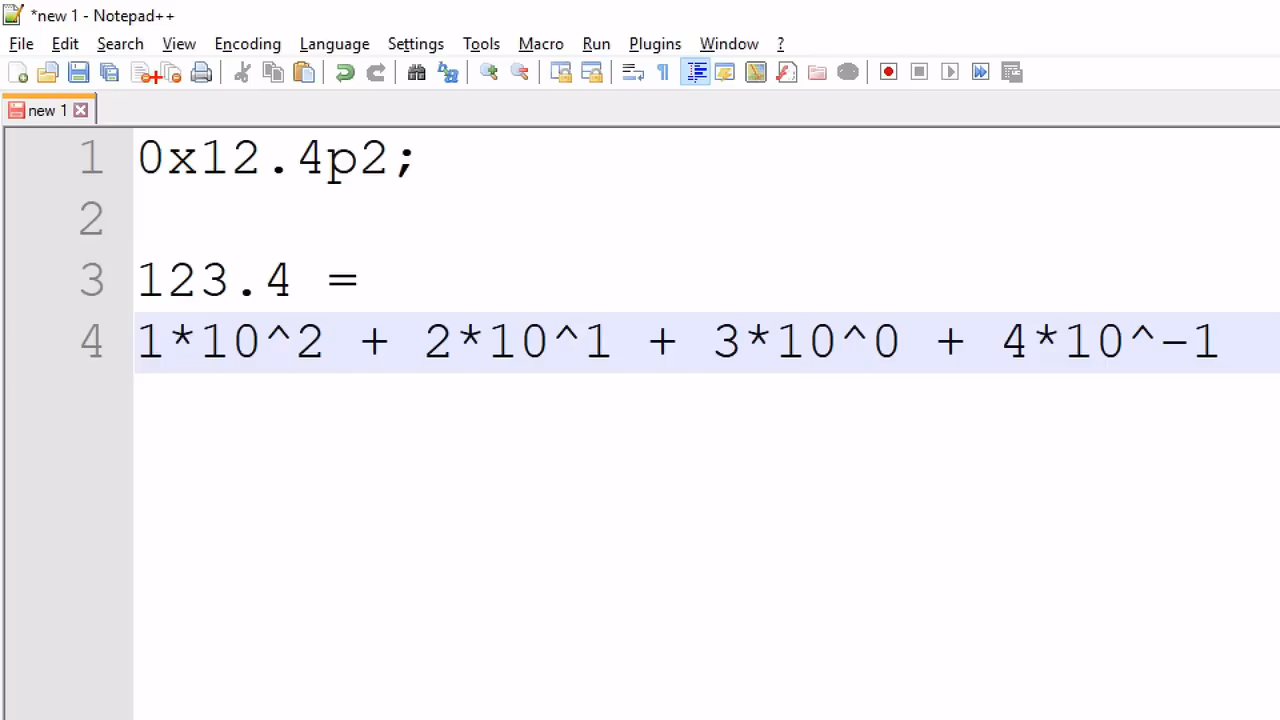 *new 1 - Notepad++
File Edit Search View Encoding Language Settings Tools Macro Run Plugins Window ?
new 1
1 0x12.4p2;
2
3 123.4 =
4 1*10^2 + 2*10^1 + 3*10^0 + 4*10^-1